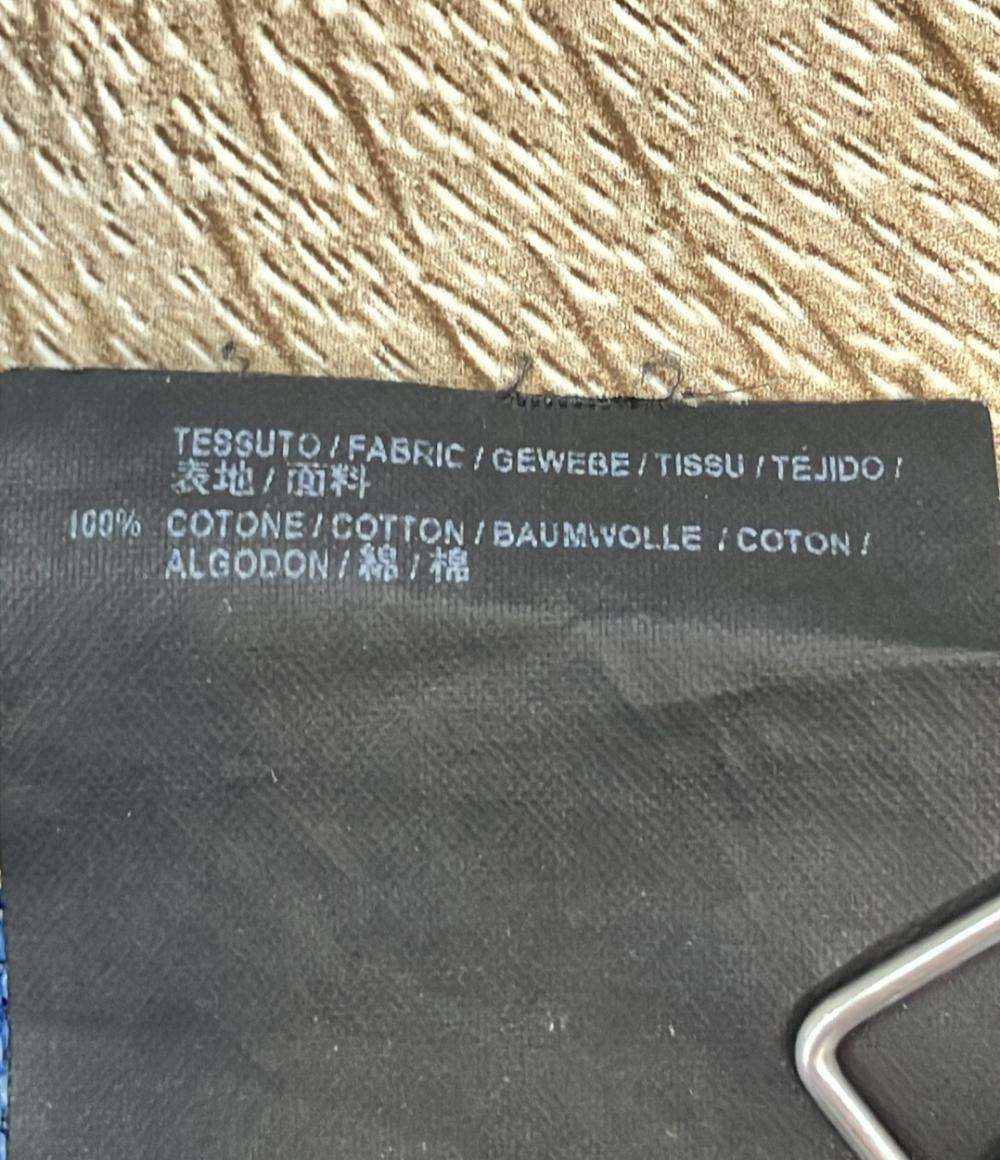 TESSUTO / FABRIC / GEWEBE / TISSU / TEJIDO /
表地 / 面料
100% COTONE / COTTON / BAUMWOLLE / COTON /
ALGODON / 綿 / 棉